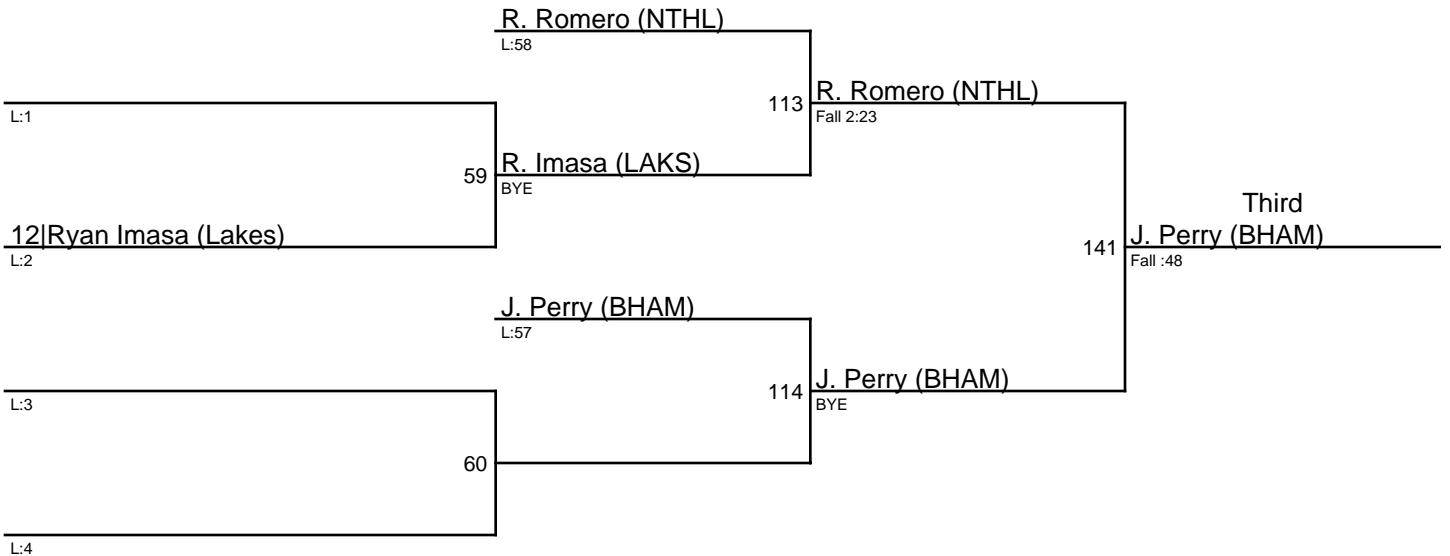 R. Romero (NTHL)
L:58
113
R. Romero (NTHL)
Fall 2:23
L:1
59
R. Imasa (LAKS)
BYE
12|Ryan Imasa (Lakes)
L:2
Third
141
J. Perry (BHAM)
Fall :48
J. Perry (BHAM)
L:57
114
J. Perry (BHAM)
BYE
L:3
60
L:4